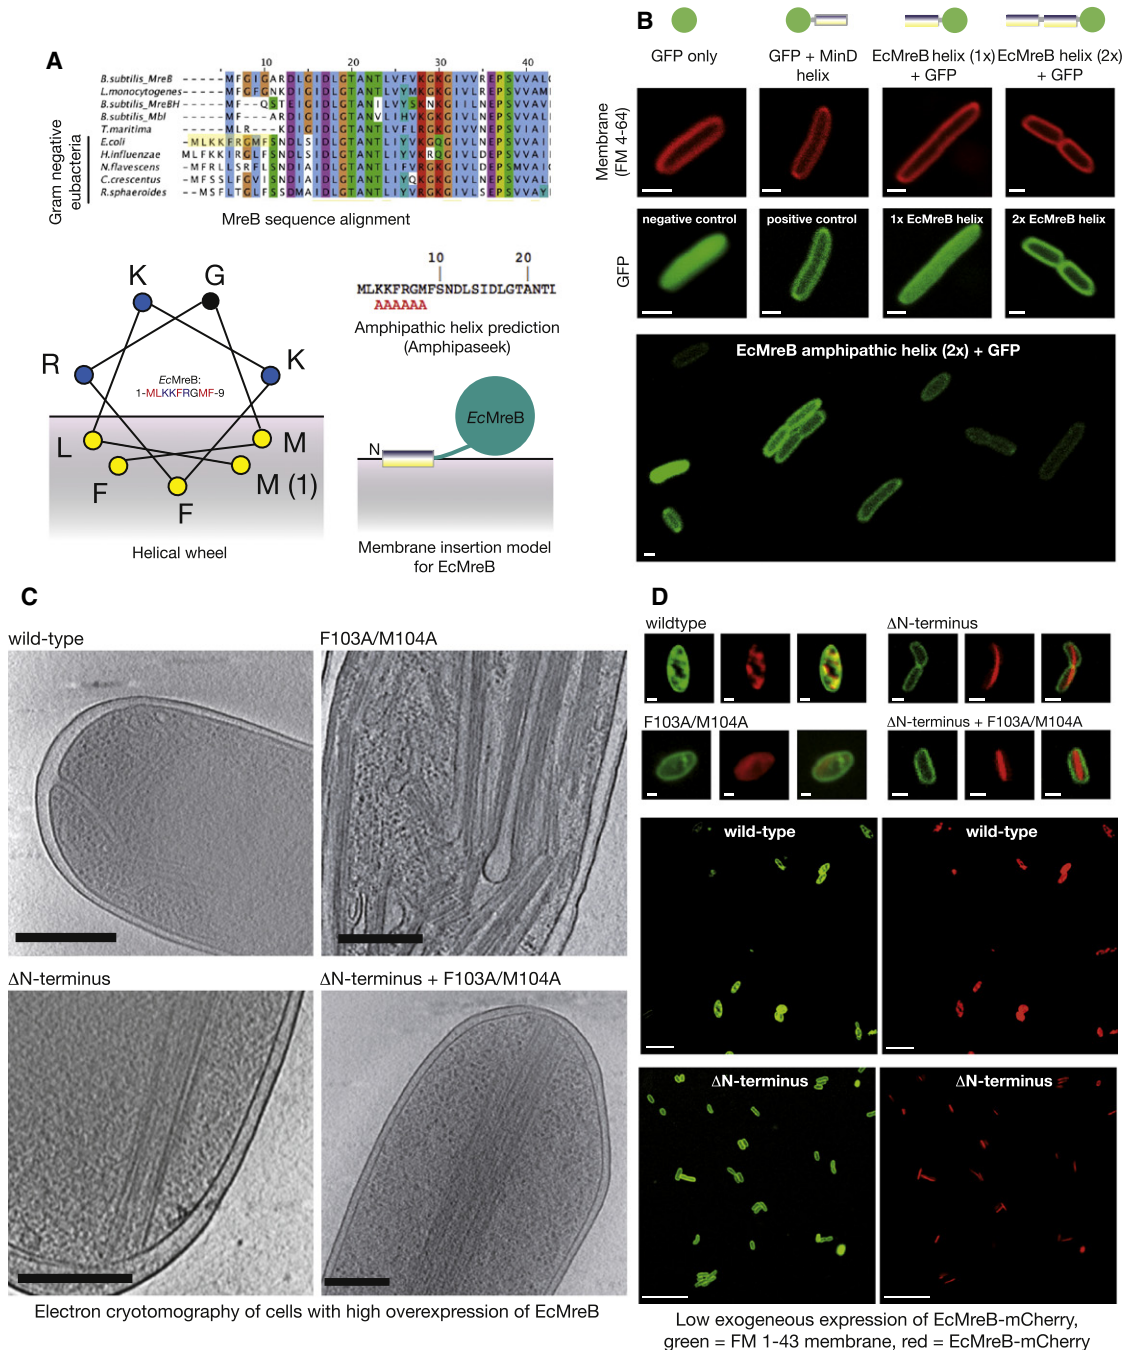 A
10 20 30 40
B.subtilis_MreB
L.monocytogenes
B.subtilis_MreBH
B.subtilis_Mbl
T.maritima
E.coli
H.influenzae
N.flavescens
C.crescentus
R.sphaeroides
Gram negative
eubacteria
MreB sequence alignment
K G
R K
EcMreB:
1-MLKKFRGMF-9
L M
F M (1)
F
Helical wheel
10 20
MLKKFRGMFSNDLSIDLGTANTL
AAAAAA
Amphipathic helix prediction
(Amphipaseek)
EcMreB
N
Membrane insertion model
for EcMreB
B
GFP only
GFP + MinD
helix
EcMreB helix (1x)
+ GFP
EcMreB helix (2x)
+ GFP
Membrane
(FM 4-64)
GFP
negative control
positive control
1x EcMreB helix
2x EcMreB helix
EcMreB amphipathic helix (2x) + GFP
C
wild-type
F103A/M104A
ΔN-terminus
ΔN-terminus + F103A/M104A
Electron cryotomography of cells with high overexpression of EcMreB
D
wildtype
ΔN-terminus
F103A/M104A
ΔN-terminus + F103A/M104A
wild-type
wild-type
ΔN-terminus
ΔN-terminus
Low exogeneous expression of EcMreB-mCherry,
green = FM 1-43 membrane, red = EcMreB-mCherry